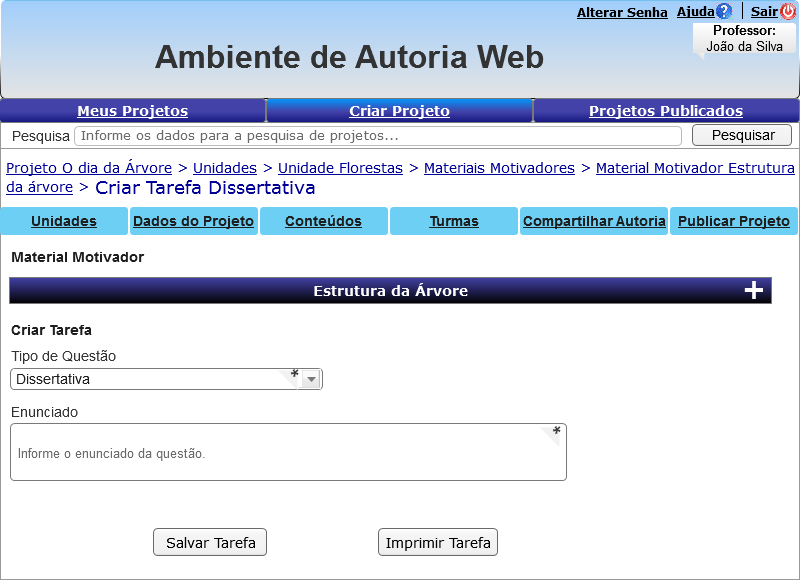 Alterar Senha Ajuda ? Sair
Professor:
João da Silva
Ambiente de Autoria Web
Meus Projetos Criar Projeto Projetos Publicados
Pesquisa Informe os dados para a pesquisa de projetos... Pesquisar
Projeto O dia da Árvore > Unidades > Unidade Florestas > Materiais Motivadores > Material Motivador Estrutura
da árvore > Criar Tarefa Dissertativa
Unidades Dados do Projeto Conteúdos Turmas Compartilhar Autoria Publicar Projeto
Material Motivador
Estrutura da Árvore +
Criar Tarefa
Tipo de Questão
Dissertativa *
Enunciado
*
Informe o enunciado da questão.
Salvar Tarefa Imprimir Tarefa